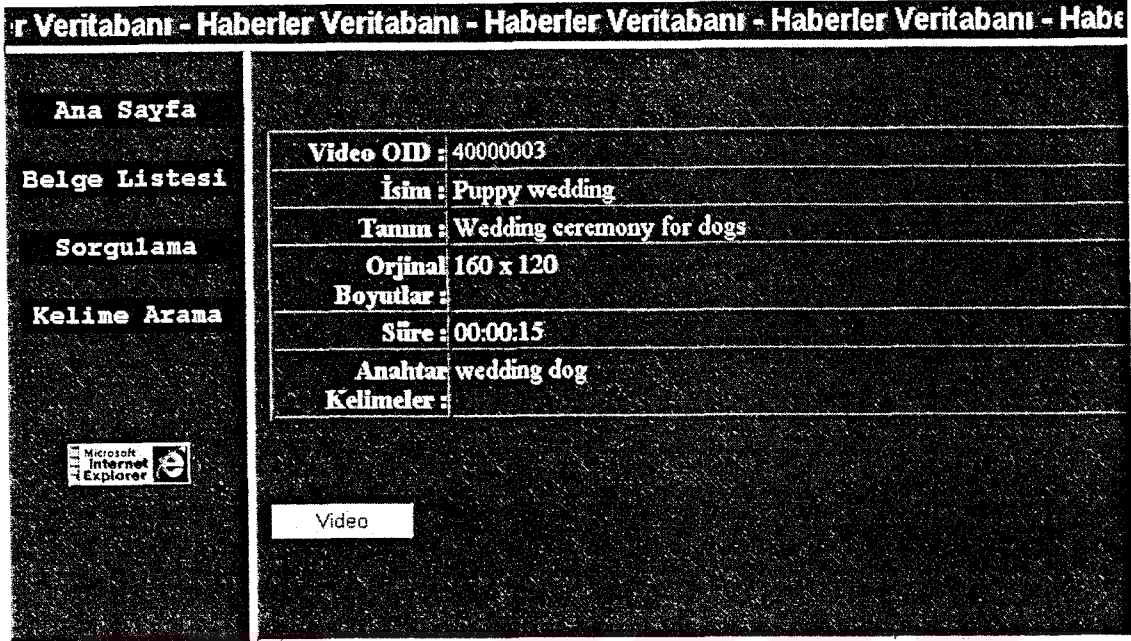 r Veritabanı - Haberler Veritabanı - Haberler Veritabanı - Haberler Veritabanı - Habe
Ana Sayfa
Belge Listesi
Sorgulama
Kelime Arama
Microsoft
Internet
Explorer
Video OID : 40000003
İsim : Puppy wedding
Tanım : Wedding ceremony for dogs
Orjinal 160 x 120
Boyutlar :
Süre : 00:00:15
Anahtar wedding dog
Kelimeler :
Video